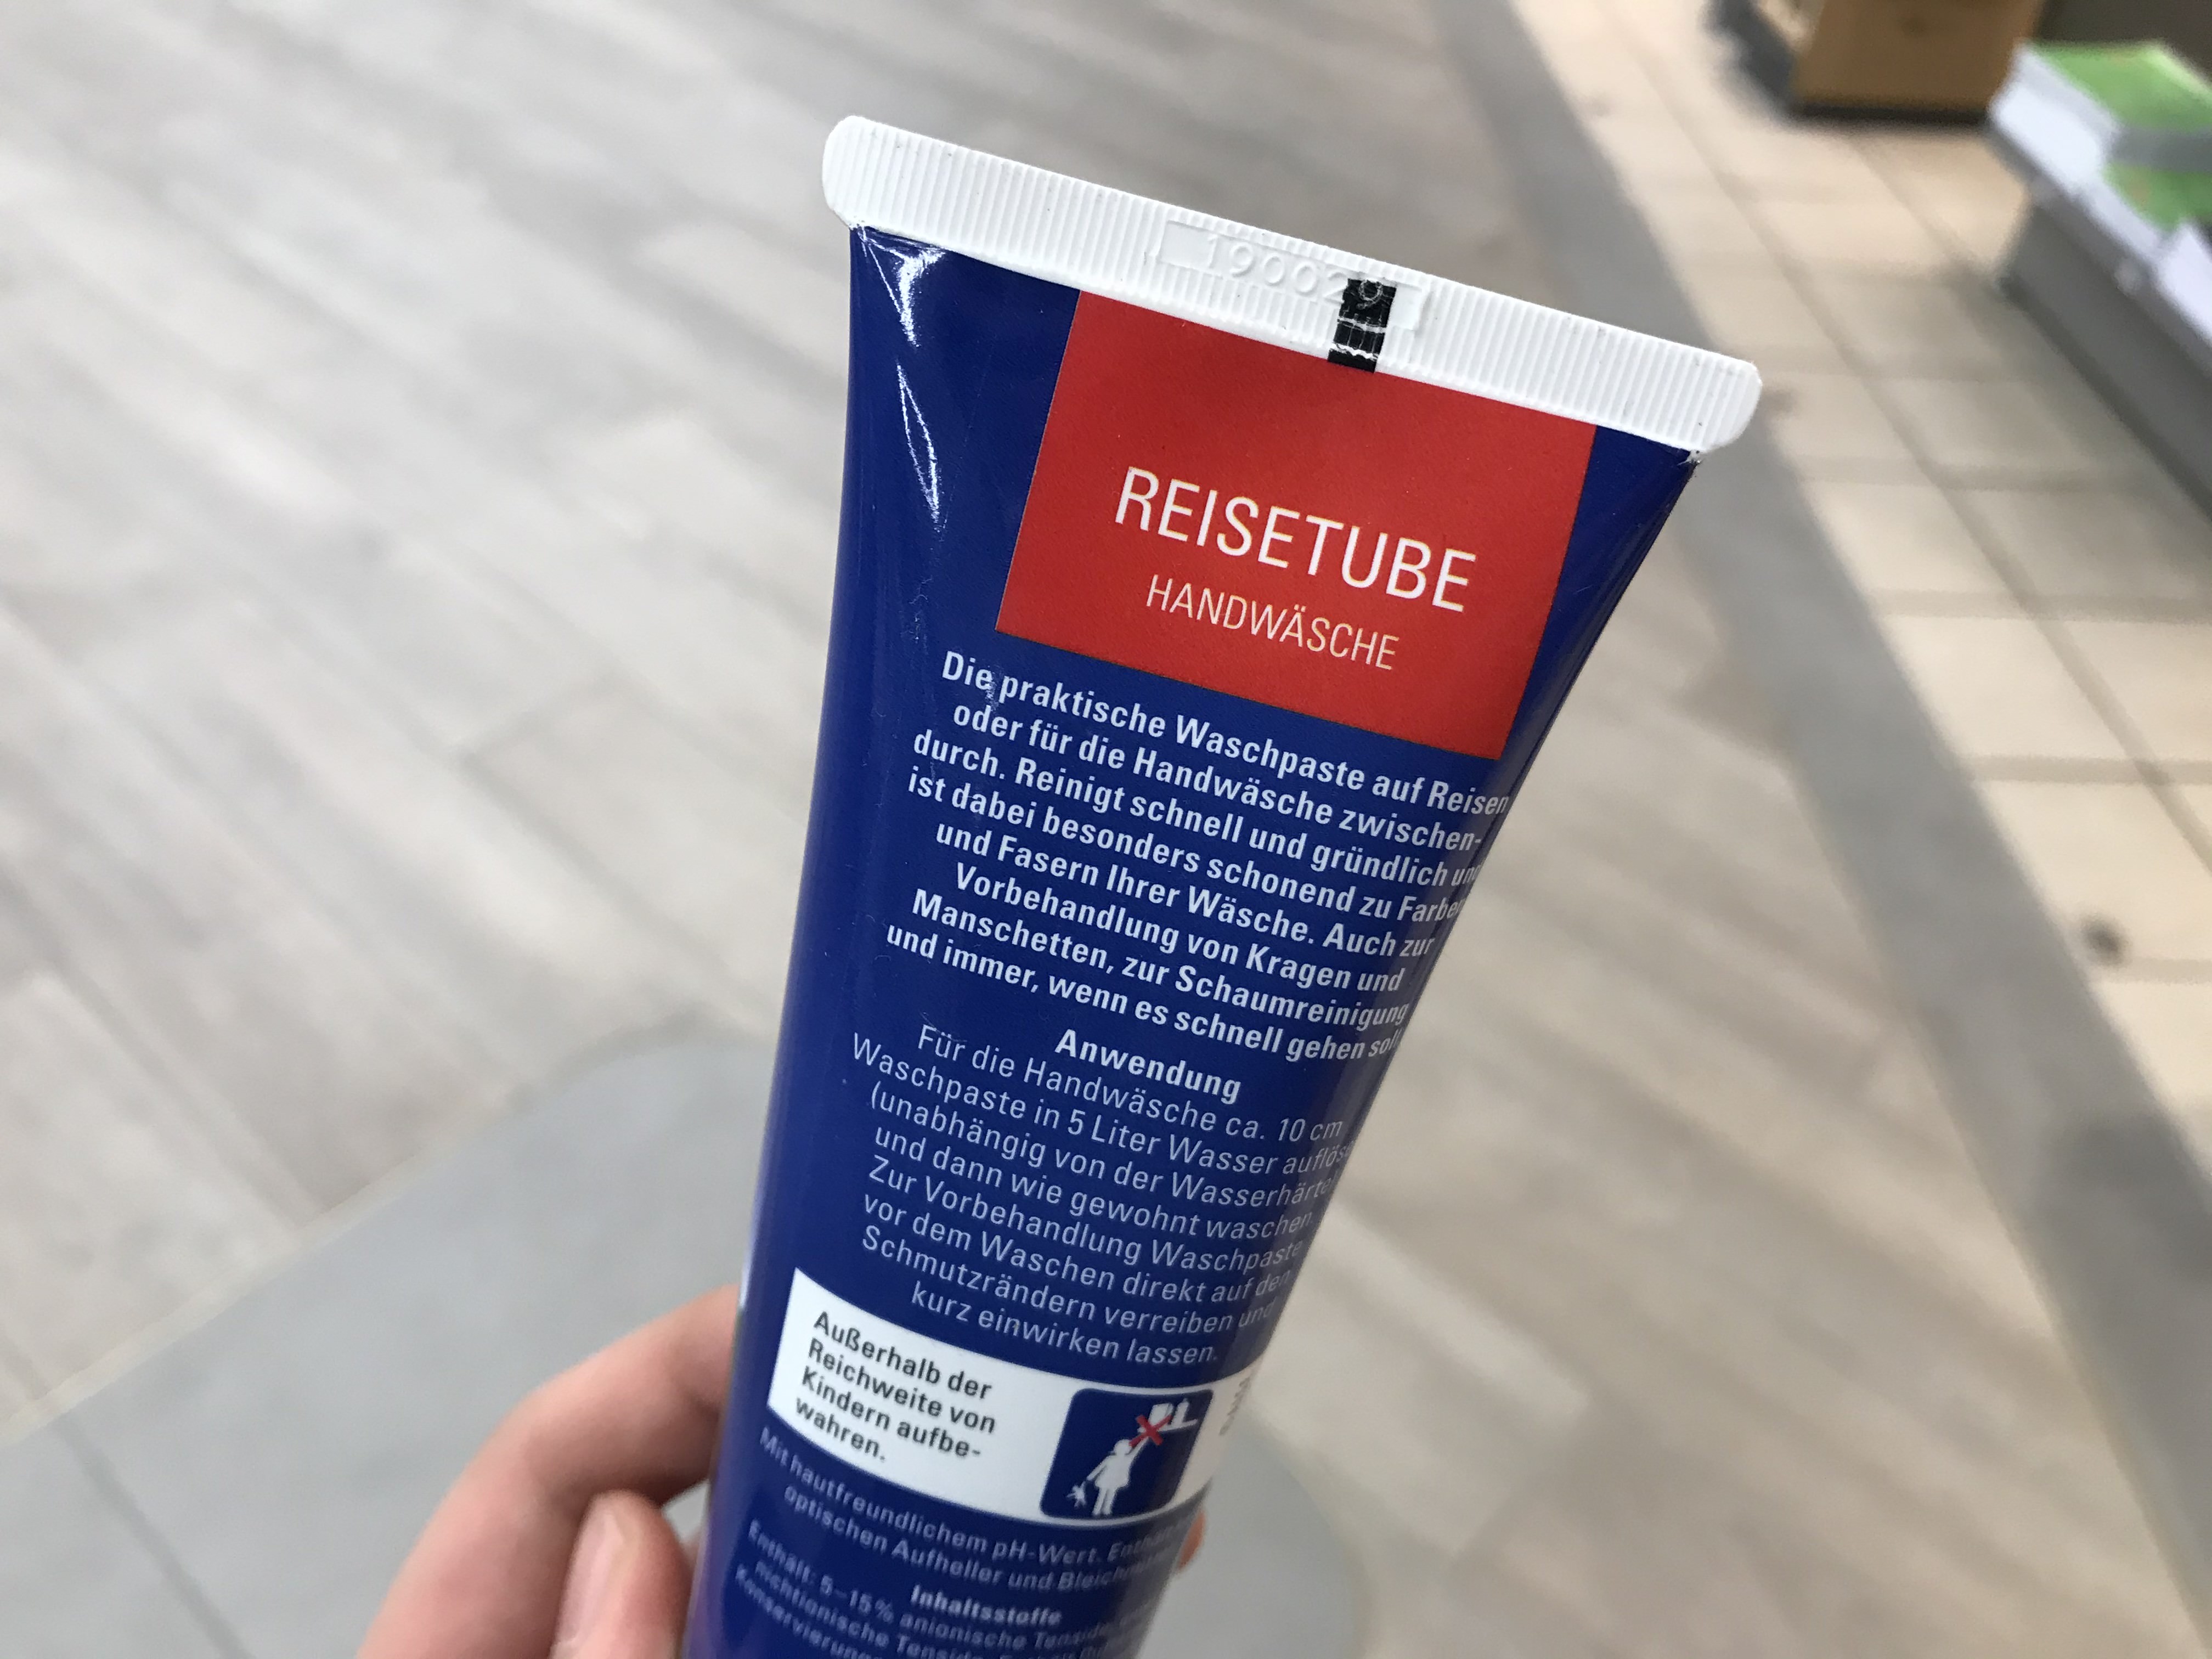 190029
REISETUBE
HANDWÄSCHE
Die praktische Waschpaste auf Reisen
oder für die Handwäsche zwischen-
durch. Reinigt schnell und gründlich und
ist dabei besonders schonend zu Farben
und Fasern Ihrer Wäsche. Auch zur
Vorbehandlung von Kragen und
Manschetten, zur Schaumreinigung
und immer, wenn es schnell gehen soll
Anwendung
Für die Handwäsche ca. 10 cm
Waschpaste in 5 Liter Wasser auflös
(unabhängig von der Wasserhärte
und dann wie gewohnt waschen.
Zur Vorbehandlung Waschpaste
vor dem Waschen direkt auf den
Schmutzrändern verreiben und
kurz einwirken lassen.
Außerhalb der
Reichweite von
Kindern aufbe-
wahren.
Mit hautfreundlichem pH-Wert.
optischen Aufheller und
Inhaltsstoffe
Enthält: 5–15% anionische
nichtionische